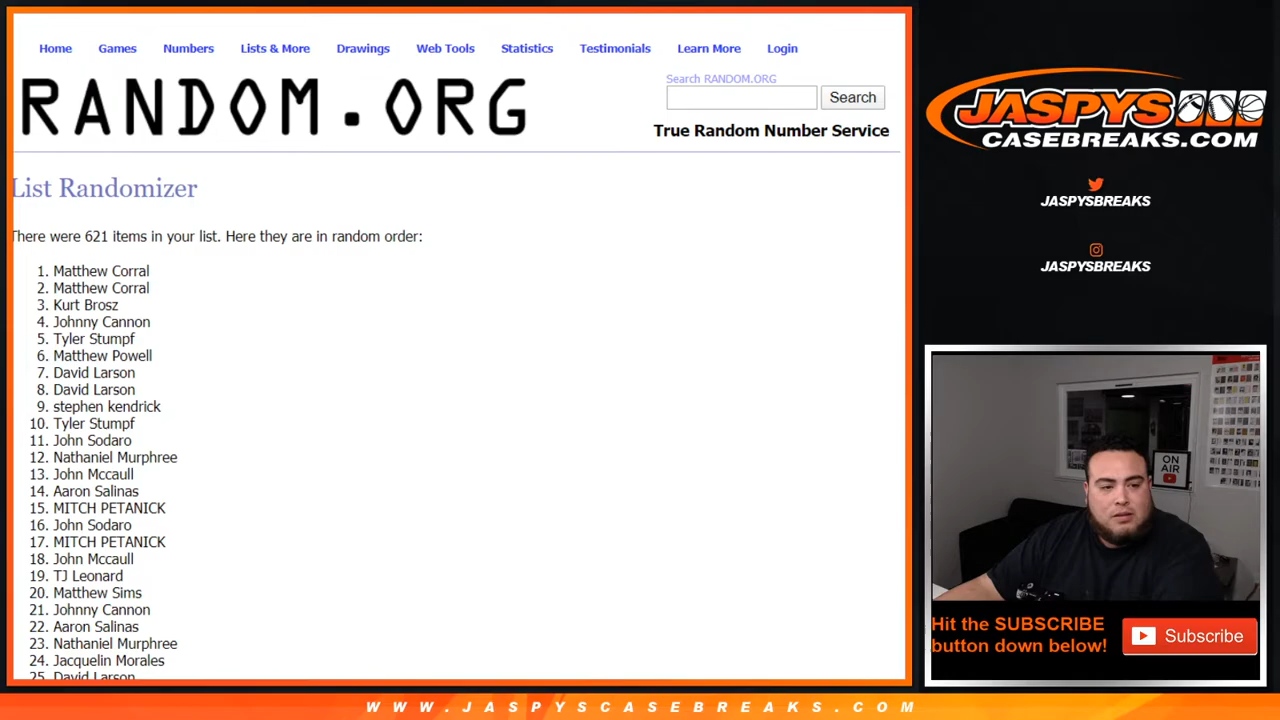 Home Games Numbers Lists & More Drawings Web Tools Statistics Testimonials Learn More Login
RANDOM.ORG
Search RANDOM.ORG
Search
True Random Number Service
List Randomizer
There were 621 items in your list. Here they are in random order:
1. Matthew Corral
2. Matthew Corral
3. Kurt Brosz
4. Johnny Cannon
5. Tyler Stumpf
6. Matthew Powell
7. David Larson
8. David Larson
9. stephen kendrick
10. Tyler Stumpf
11. John Sodaro
12. Nathaniel Murphree
13. John Mccaull
14. Aaron Salinas
15. MITCH PETANICK
16. John Sodaro
17. MITCH PETANICK
18. John Mccaull
19. TJ Leonard
20. Matthew Sims
21. Johnny Cannon
22. Aaron Salinas
23. Nathaniel Murphree
24. Jacquelin Morales
25. David Larson
JASPYS
CASEBREAKS.COM
JASPYSBREAKS
JASPYSBREAKS
ON
AIR
Hit the SUBSCRIBE
button down below!
Subscribe
WWW.JASPYSCASEBREAKS.COM